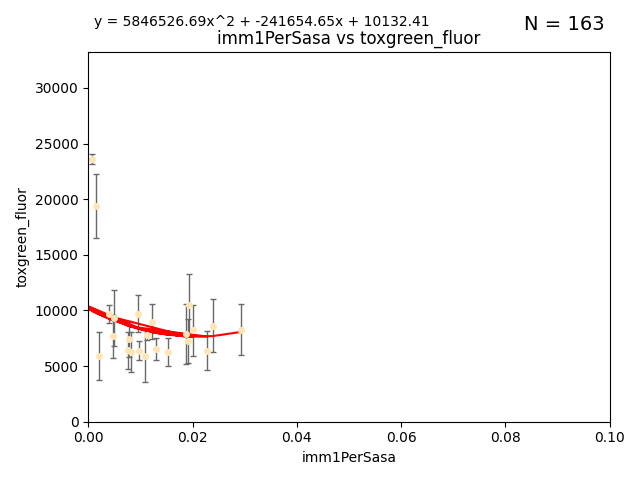 y = 5846526.69x^2 + -241654.65x + 10132.41
N = 163
imm1PerSasa vs toxgreen_fluor
30000
25000
20000
15000
10000
5000
0
toxgreen_fluor
0.00 0.02 0.04 0.06 0.08 0.10
imm1PerSasa